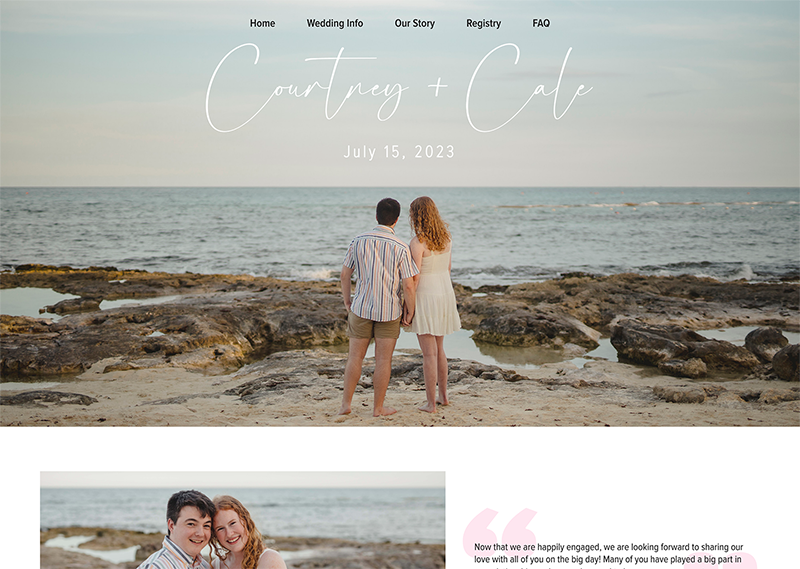 Home Wedding Info Our Story Registry FAQ
Courtney + Cale
July 15, 2023
Now that we are happily engaged, we are looking forward to sharing our
love with all of you on the big day! Many of you have played a big part in